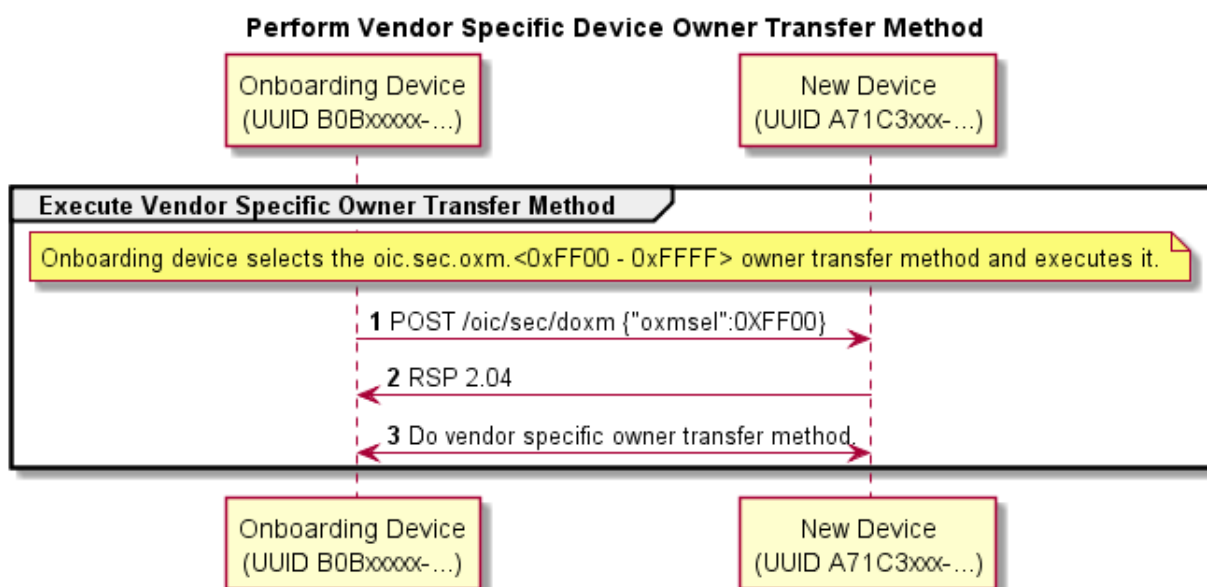 Perform Vendor Specific Device Owner Transfer Method
Onboarding Device
(UUID B0Bxxxxx-...)
New Device
(UUID A71C3xxx-...)
Execute Vendor Specific Owner Transfer Method
Onboarding device selects the oic.sec.oxm.<0xFF00 - 0xFFFF> owner transfer method and executes it.
1 POST /oic/sec/doxm {"oxmsel":0XFF00}
2 RSP 2.04
3 Do vendor specific owner transfer method.
Onboarding Device
(UUID B0Bxxxxx-...)
New Device
(UUID A71C3xxx-...)